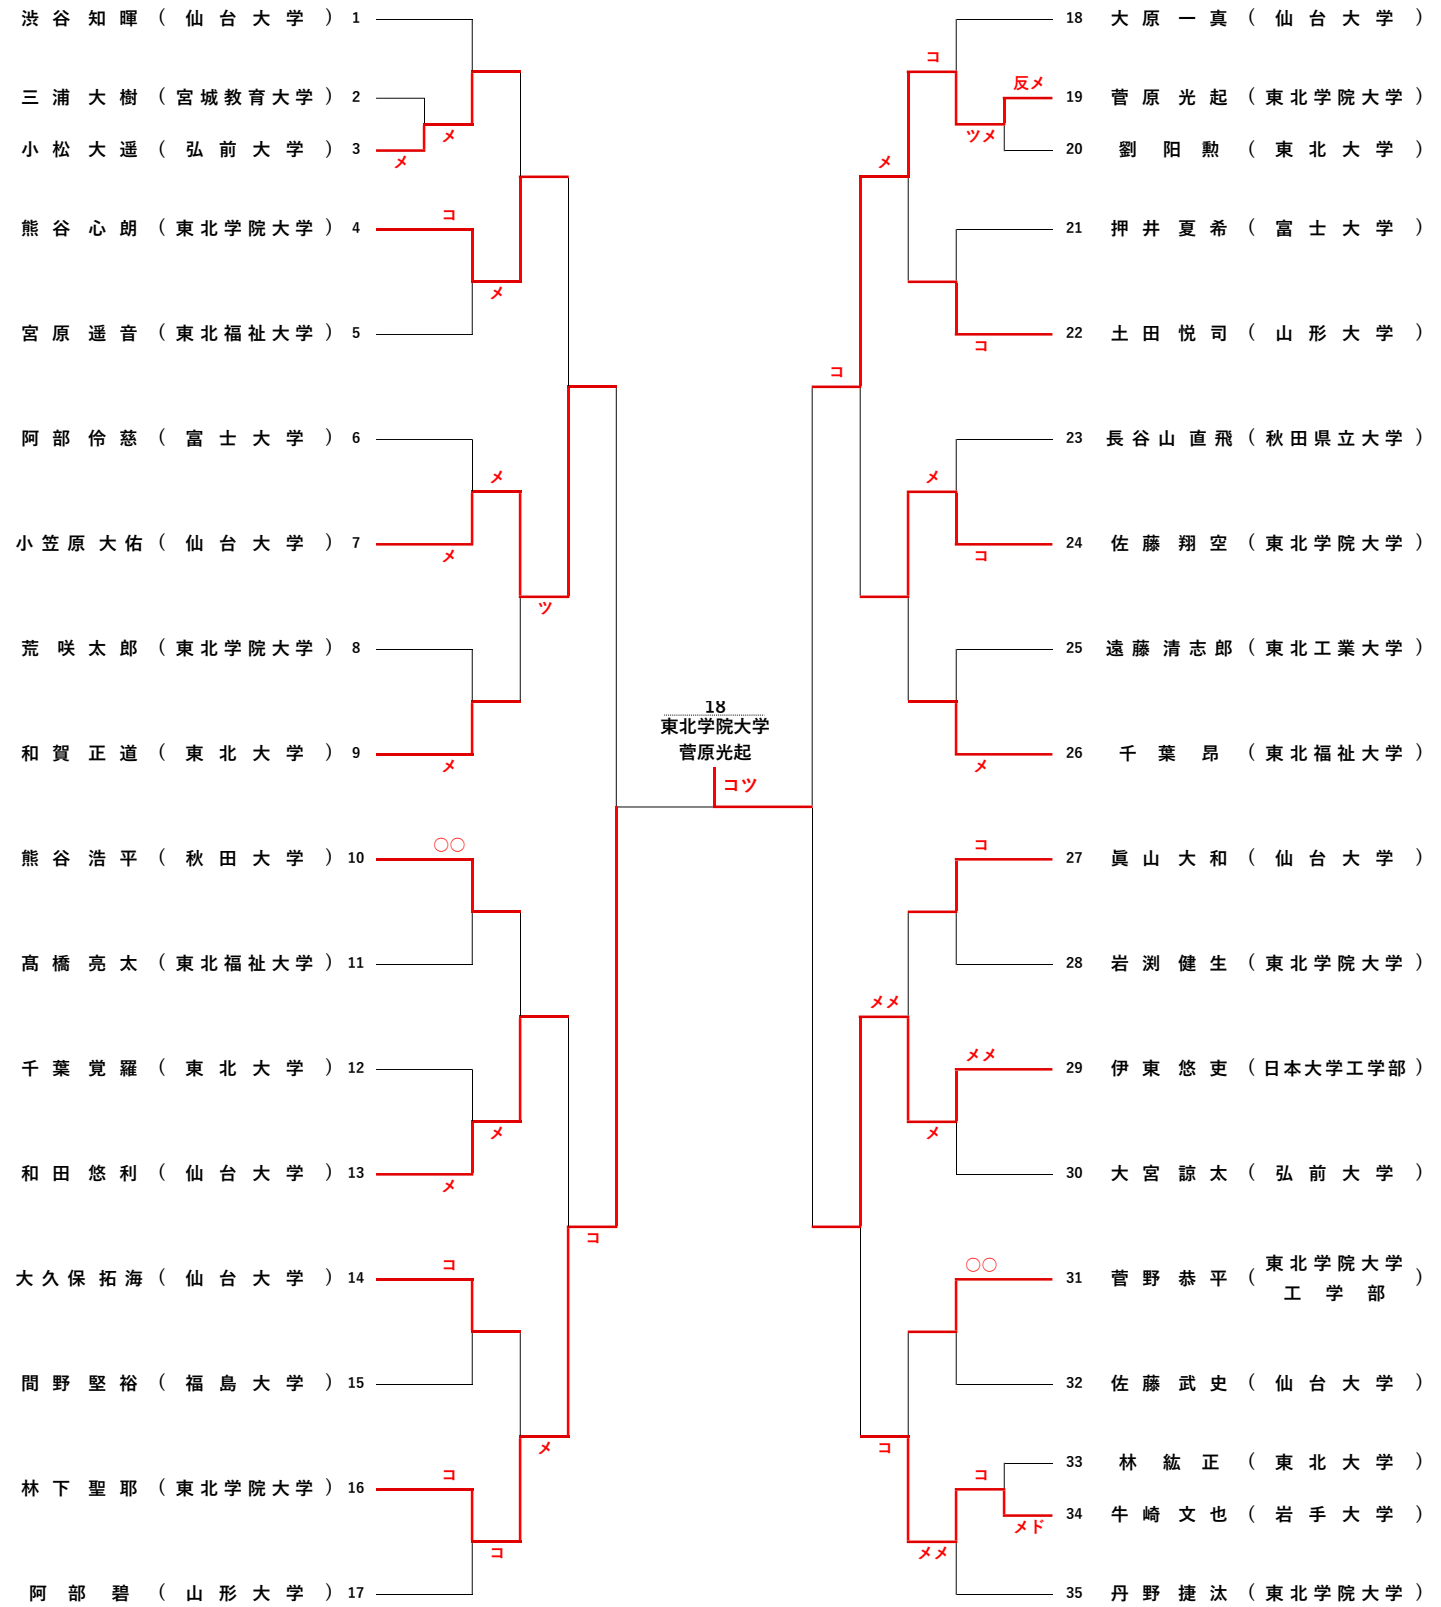 渋谷知暉 ( 仙台大学 ) 1
三浦大樹 ( 宮城教育大学 ) 2
メ
小松大遥 ( 弘前大学 ) 3
メ
コ
熊谷心朗 ( 東北学院大学 ) 4
メ
宮原遥音 ( 東北福祉大学 ) 5
阿部伶慈 ( 富士大学 ) 6
メ
小笠原大佑 ( 仙台大学 ) 7
メ
ツ
荒咲太郎 ( 東北学院大学 ) 8
和賀正道 ( 東北大学 ) 9
メ
〇〇
熊谷浩平 ( 秋田大学 ) 10
髙橋亮太 ( 東北福祉大学 ) 11
千葉覚羅 ( 東北大学 ) 12
メ
和田悠利 ( 仙台大学 ) 13
メ
コ
コ
大久保拓海 ( 仙台大学 ) 14
間野堅裕 ( 福島大学 ) 15
メ
コ
林下聖耶 ( 東北学院大学 ) 16
コ
阿部碧 ( 山形大学 ) 17
18
東北学院大学
菅原光起
コツ
18 大原一真 ( 仙台大学 )
コ
反メ
19 菅原光起 ( 東北学院大学 )
ツメ
20 劉阳勲 ( 東北大学 )
メ
21 押井夏希 ( 富士大学 )
22 土田悦司 ( 山形大学 )
コ
コ
23 長谷山直飛 ( 秋田県立大学 )
メ
24 佐藤翔空 ( 東北学院大学 )
コ
25 遠藤清志郎 ( 東北工業大学 )
26 千葉昂 ( 東北福祉大学 )
メ
コ
27 眞山大和 ( 仙台大学 )
28 岩渕健生 ( 東北学院大学 )
メメ
メメ
29 伊東悠吏 ( 日本大学工学部 )
メ
30 大宮諒太 ( 弘前大学 )
〇〇
31 菅野恭平 ( 東北学院大学
工学部 )
32 佐藤武史 ( 仙台大学 )
コ
33 林紘正 ( 東北大学 )
コ
34 牛崎文也 ( 岩手大学 )
メド
メメ
35 丹野捷汰 ( 東北学院大学 )